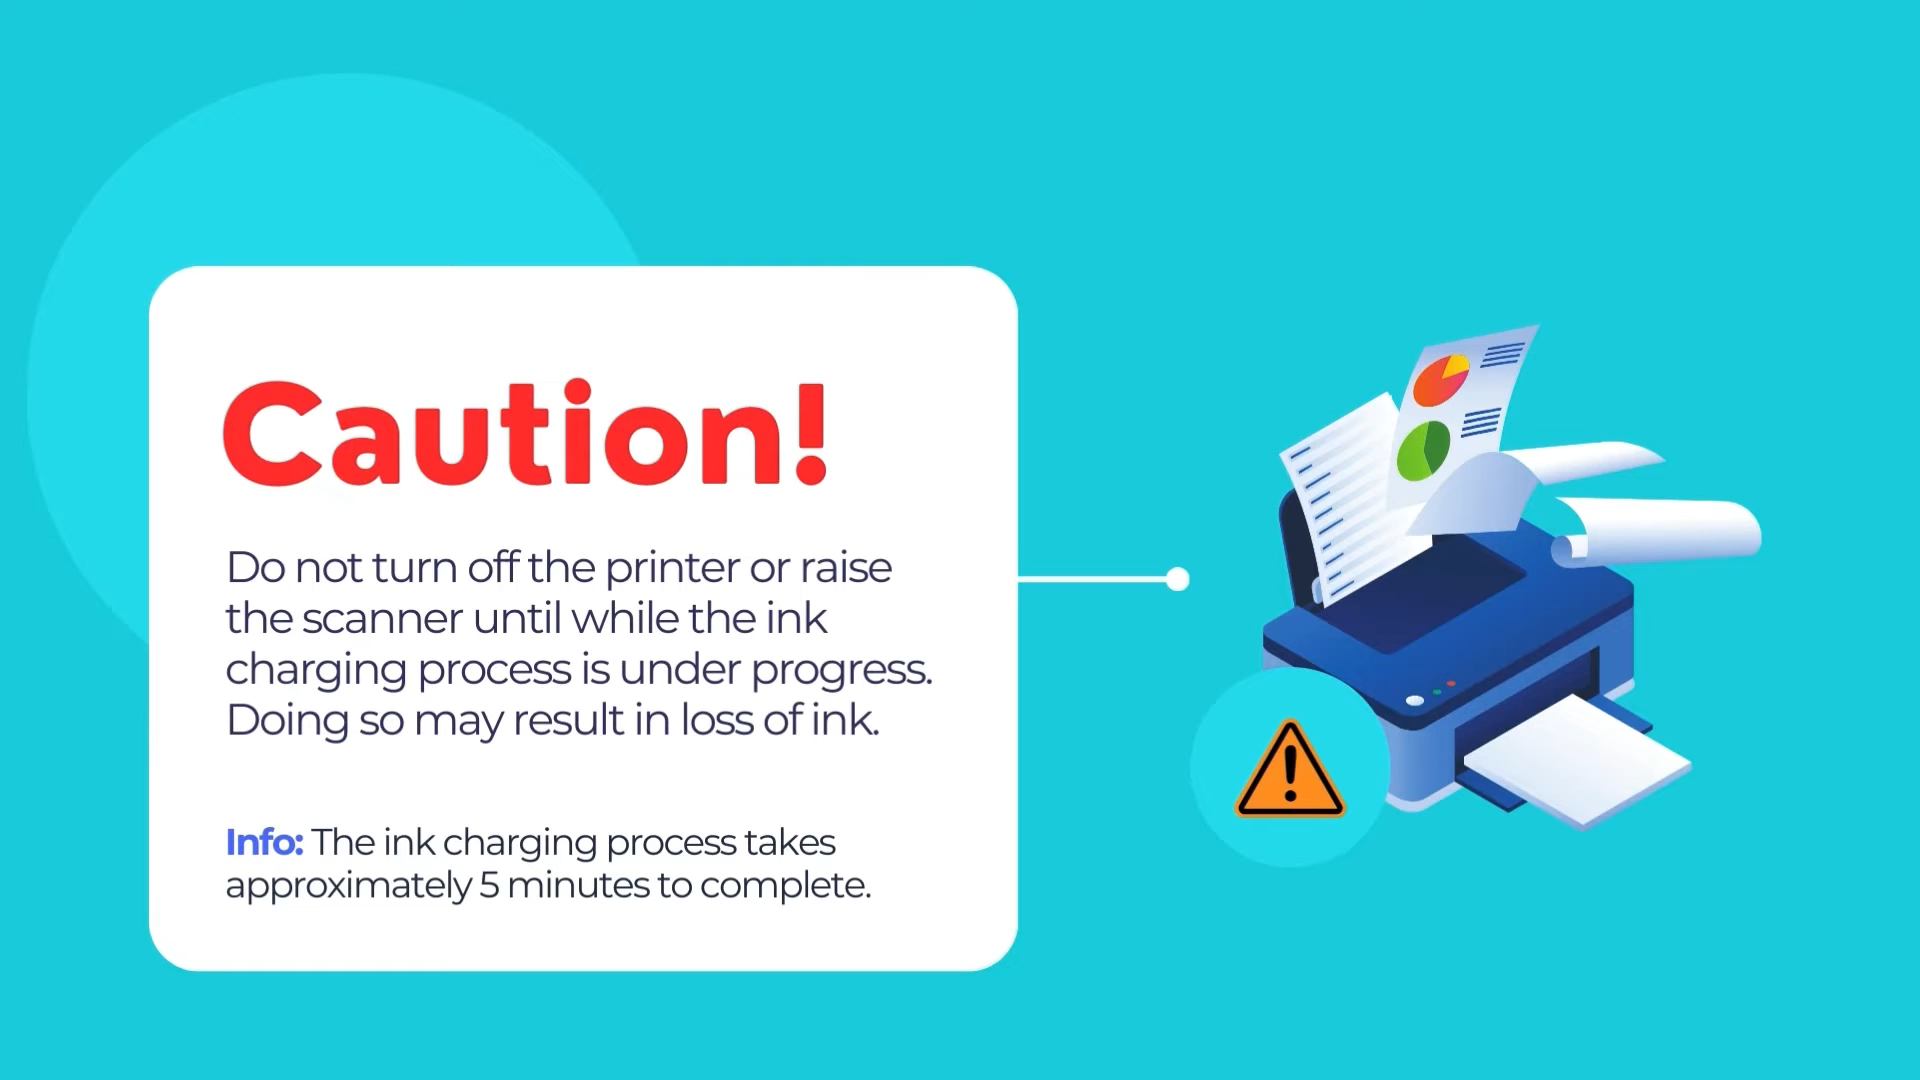 Caution!
Do not turn off the printer or raise
the scanner until while the ink
charging process is under progress.
Doing so may result in loss of ink.
Info: The ink charging process takes
approximately 5 minutes to complete.